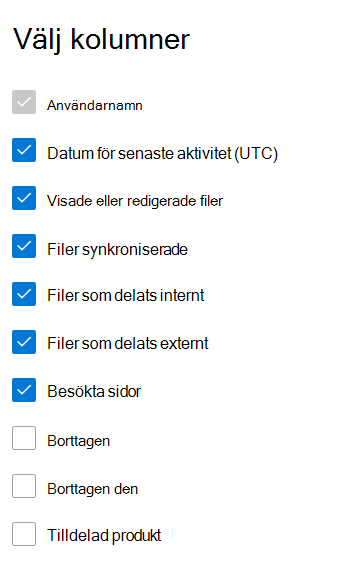 Välj kolumner
Användarnamn
Datum för senaste aktivitet (UTC)
Visade eller redigerade filer
Filer synkroniserade
Filer som delats internt
Filer som delats externt
Besökta sidor
Borttagen
Borttagen den
Tilldelad produkt